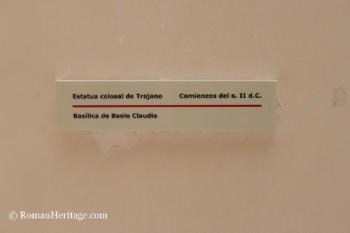 Estatua colosal de Trajano Comienzos del s. II d.C.
Basílica de Baelo Claudia
© RomanHeritage.com